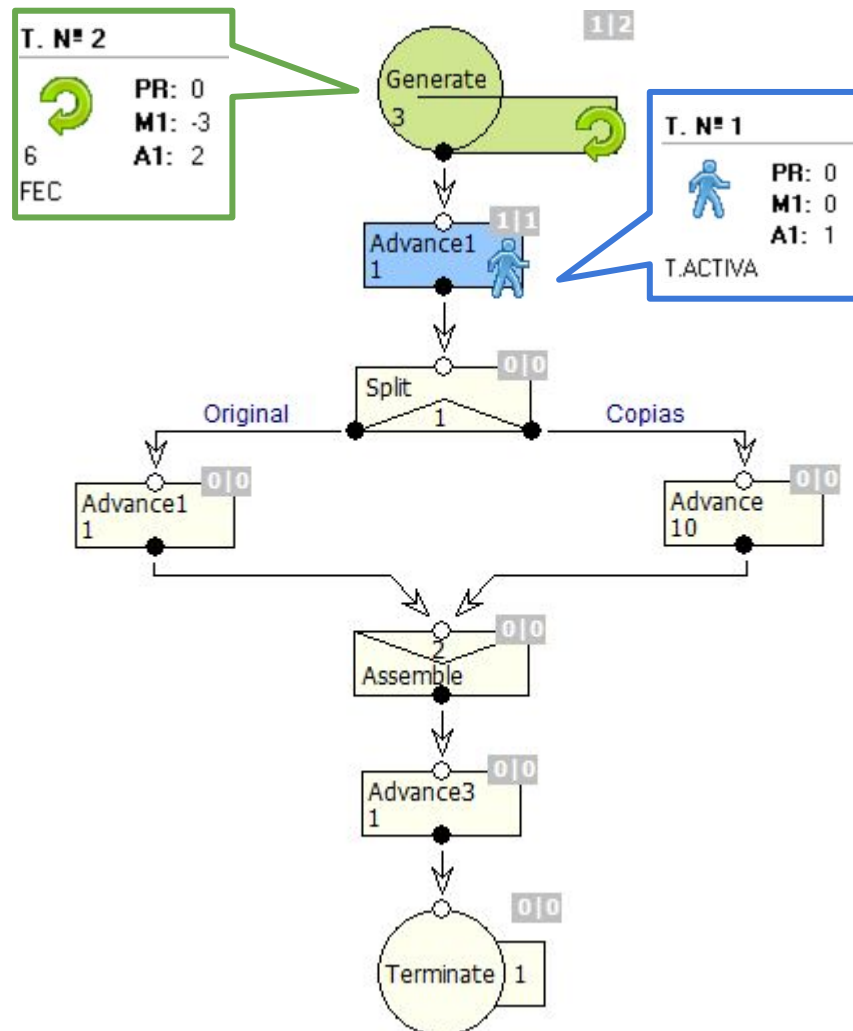 T. Nº 2
PR: 0
M1: -3
A1: 2
6
FEC
1|2
Generate
3
T. Nº 1
PR: 0
M1: 0
A1: 1
T.ACTIVA
1|1
Advance1
1
0|0
Split
1
Original
Copias
0|0
Advance1
1
0|0
Advance
10
0|0
2
Assemble
0|0
Advance3
1
0|0
Terminate
1